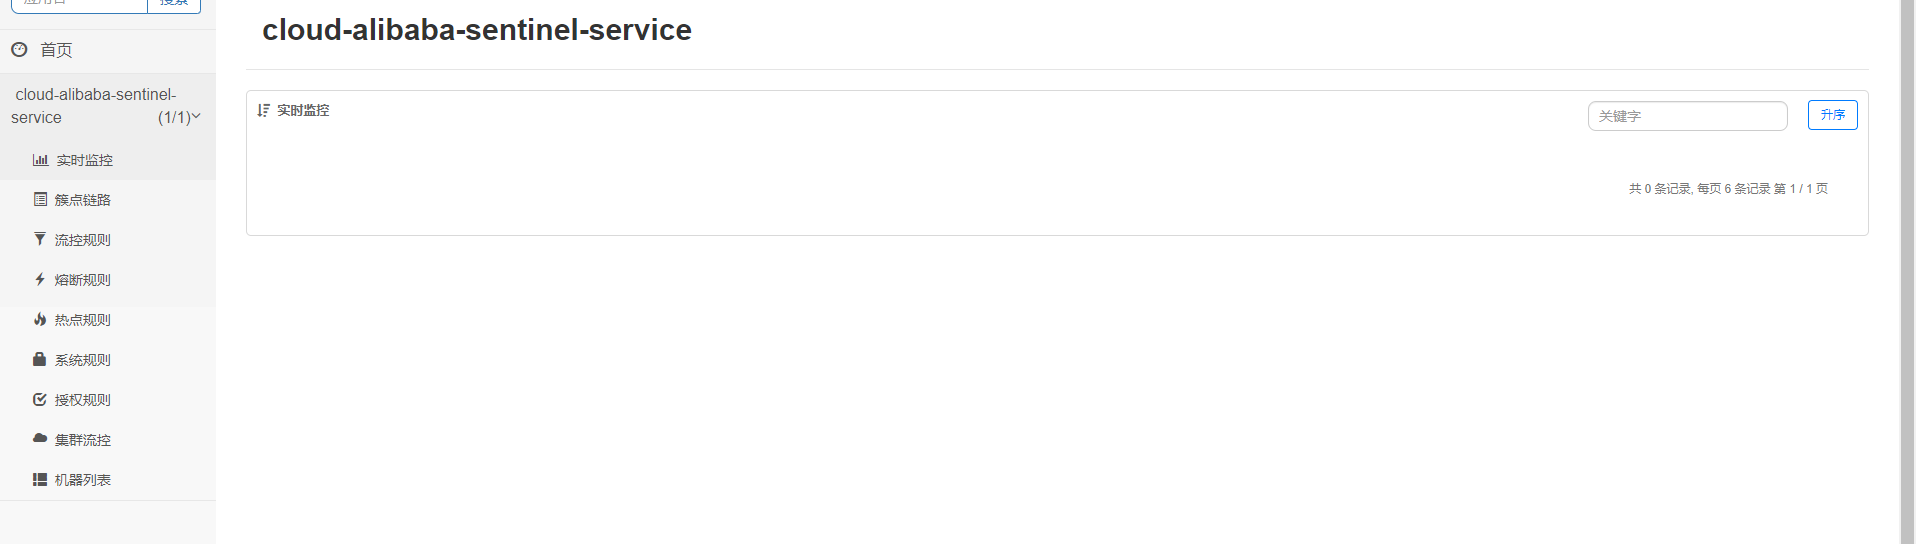 首页
cloud-alibaba-sentinel-
service (1/1)
实时监控
簇点链路
流控规则
熔断规则
热点规则
系统规则
授权规则
集群流控
机器列表
cloud-alibaba-sentinel-service
实时监控
关键字
升序
共 0 条记录, 每页 6 条记录 第 1 / 1 页